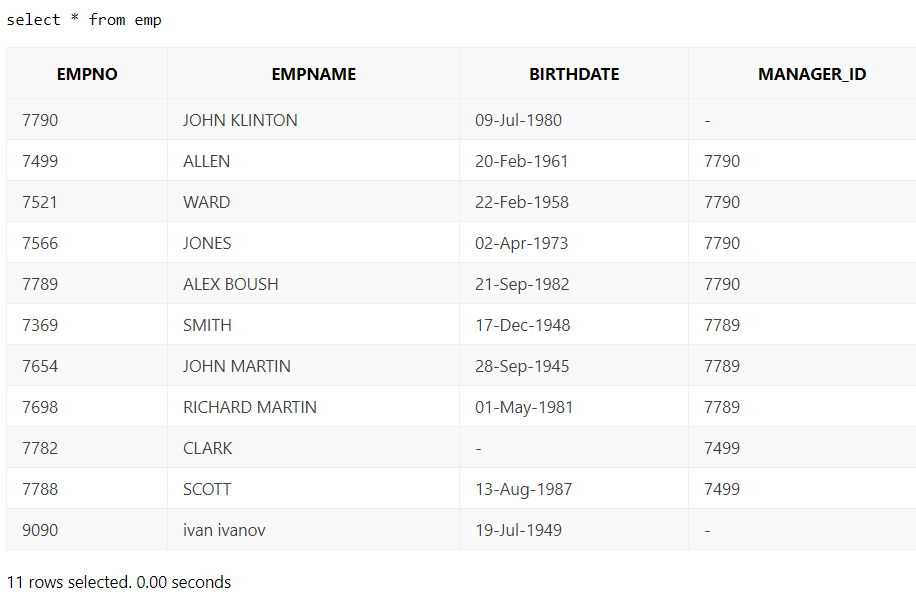 select * from emp
EMPNO EMPNAME BIRTHDATE MANAGER_ID
7790 JOHN KLINTON 09-Jul-1980 -
7499 ALLEN 20-Feb-1961 7790
7521 WARD 22-Feb-1958 7790
7566 JONES 02-Apr-1973 7790
7789 ALEX BOUSH 21-Sep-1982 7790
7369 SMITH 17-Dec-1948 7789
7654 JOHN MARTIN 28-Sep-1945 7789
7698 RICHARD MARTIN 01-May-1981 7789
7782 CLARK - 7499
7788 SCOTT 13-Aug-1987 7499
9090 ivan ivanov 19-Jul-1949 -
11 rows selected. 0.00 seconds